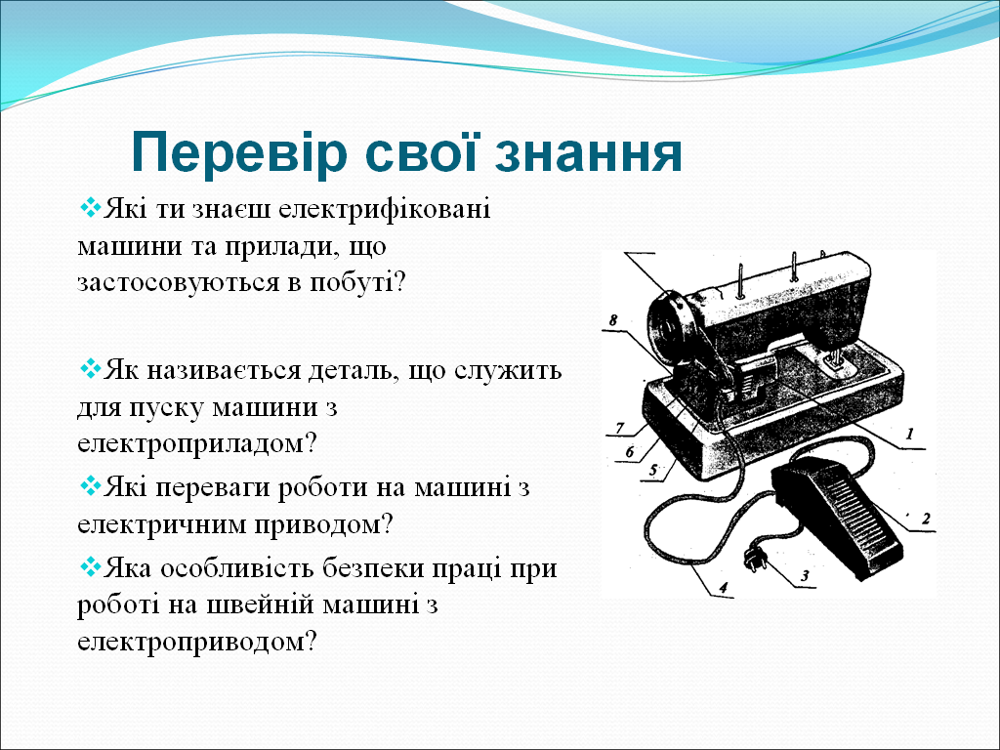 Перевір свої знання
❖Які ти знаєш електрифіковані
машини та прилади, що
застосовуються в побуті?
❖Як називається деталь, що служить
для пуску машини з
електроприладом?
❖Які переваги роботи на машині з
електричним приводом?
❖Яка особливість безпеки праці при
роботі на швейній машині з
електроприводом?
8
7
6
5
1
2
3
4